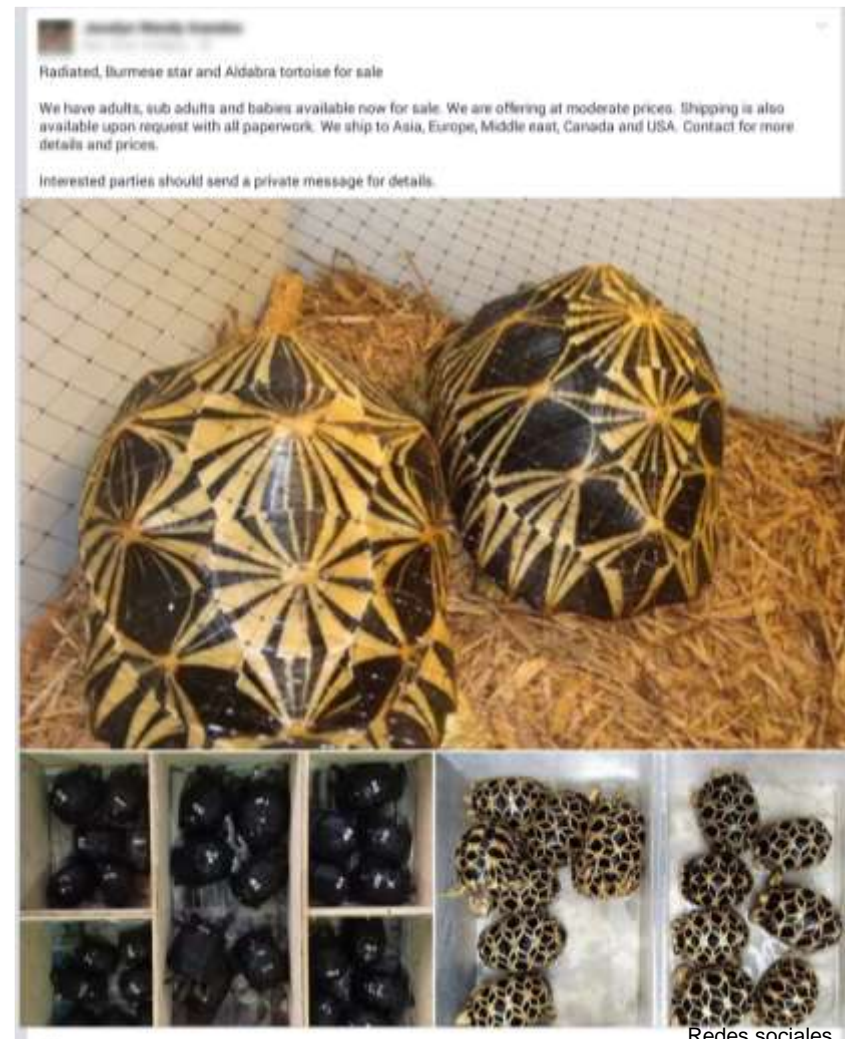 Radiated, Burmese star and Aldabra tortoise for sale
We have adults, sub adults and babies available now for sale. We are offering at moderate prices. Shipping is also
available upon request with all paperwork. We ship to Asia, Europe, Middle east, Canada and USA. Contact for more
details and prices.
Interested parties should send a private message for details.
Redes sociales